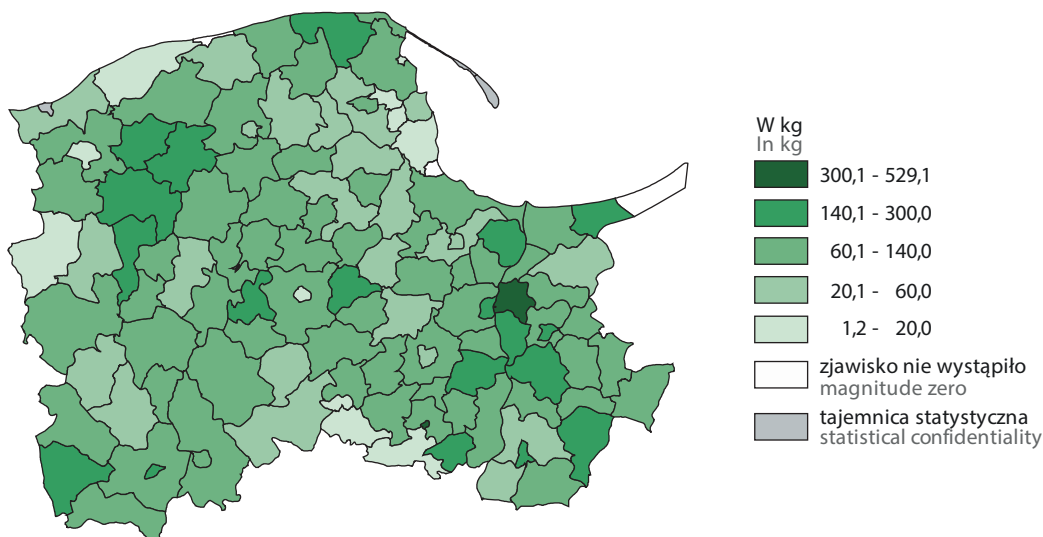 W kg
In kg
300,1 - 529,1
140,1 - 300,0
60,1 - 140,0
20,1 - 60,0
1,2 - 20,0
zjawisko nie wystąpiło
magnitude zero
tajemnica statystyczna
statistical confidentiality